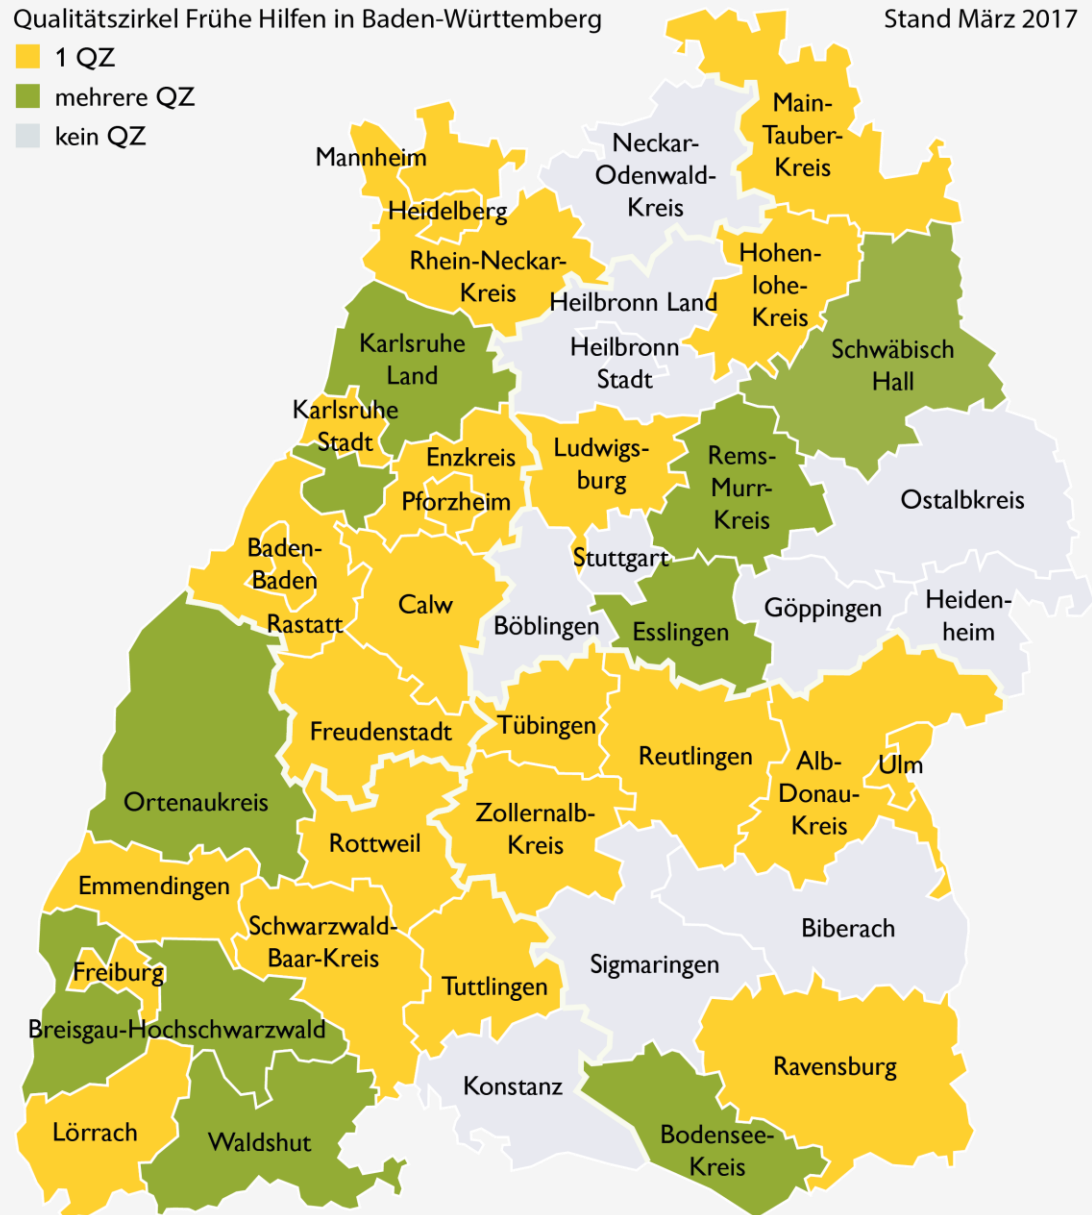 Qualitätszirkel Frühe Hilfen in Baden-Württemberg
Stand März 2017
1 QZ
mehrere QZ
kein QZ
Main-
Tauber-
Kreis
Neckar-
Odenwald-
Kreis
Mannheim
Heidelberg
Rhein-Neckar-
Kreis
Hohen-
lohe-
Kreis
Heilbronn Land
Heilbronn
Stadt
Karlsruhe
Land
Schwäbisch
Hall
Karlsruhe
Stadt
Enzkreis
Pforzheim
Ludwigs-
burg
Rems-
Murr-
Kreis
Ostalbkreis
Baden-
Baden
Rastatt
Calw
Stuttgart
Böblingen
Esslingen
Göppingen
Heiden-
heim
Freudenstadt
Tübingen
Reutlingen
Alb-
Donau-
Kreis
Ulm
Ortenaukreis
Rottweil
Zollernalb-
Kreis
Emmendingen
Schwarzwald-
Baar-Kreis
Biberach
Freiburg
Tuttlingen
Sigmaringen
Breisgau-Hochschwarzwald
Konstanz
Ravensburg
Lörrach
Waldshut
Bodensee-
Kreis